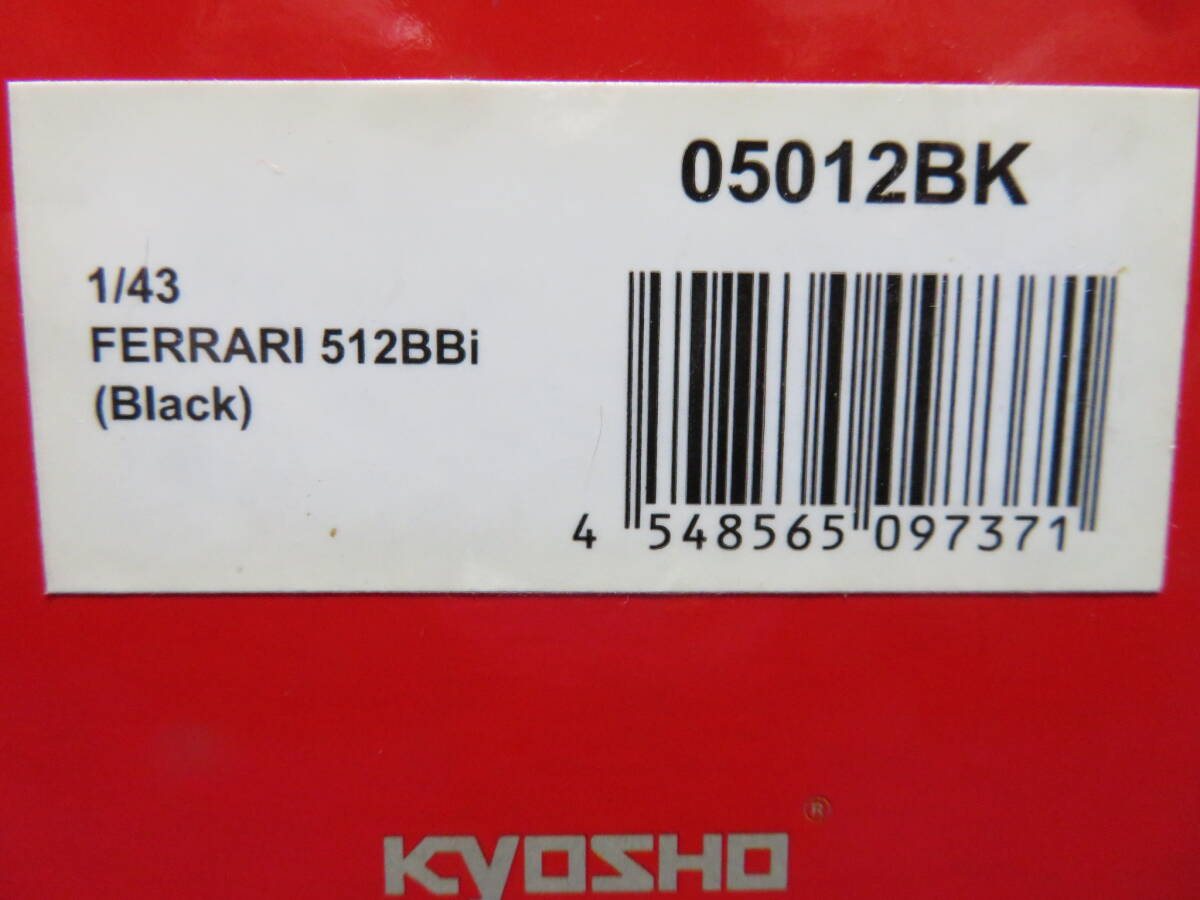 05012BK
1/43
FERRARI 512BBi
(Black)
4 548565 097371
®
KYOSHO